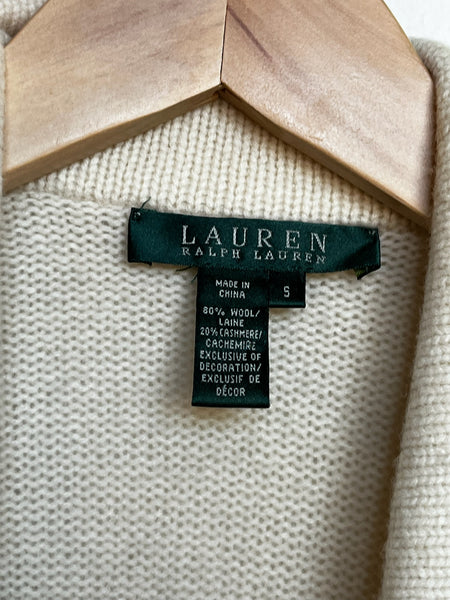 LAUREN
RALPH LAUREN
MADE IN
CHINA
S
80% WOOL/
LAINE
20% CASHMERE/
CACHEMIRE
EXCLUSIVE OF
DECORATION/
EXCLUSIF DE
DÉCOR